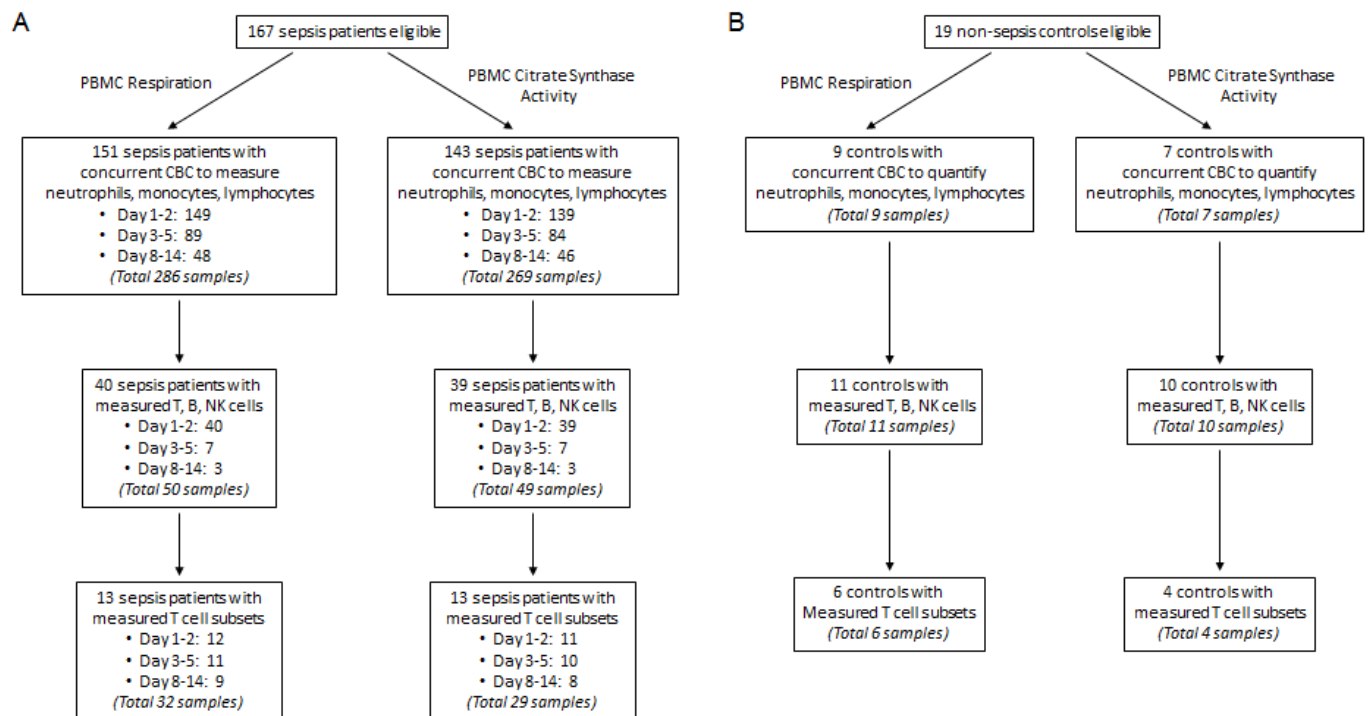 A
167 sepsis patients eligible
PBMC Respiration
PBMC Citrate Synthase
Activity
151 sepsis patients with
concurrent CBC to measure
neutrophils, monocytes, lymphocytes
• Day 1-2: 149
• Day 3-5: 89
• Day 8-14: 48
(Total 286 samples)
143 sepsis patients with
concurrent CBC to measure
neutrophils, monocytes, lymphocytes
• Day 1-2: 139
• Day 3-5: 84
• Day 8-14: 46
(Total 269 samples)
40 sepsis patients with
measured T, B, NK cells
• Day 1-2: 40
• Day 3-5: 7
• Day 8-14: 3
(Total 50 samples)
39 sepsis patients with
measured T, B, NK cells
• Day 1-2: 39
• Day 3-5: 7
• Day 8-14: 3
(Total 49 samples)
13 sepsis patients with
measured T cell subsets
• Day 1-2: 12
• Day 3-5: 11
• Day 8-14: 9
(Total 32 samples)
13 sepsis patients with
measured T cell subsets
• Day 1-2: 11
• Day 3-5: 10
• Day 8-14: 8
(Total 29 samples)
B
19 non-sepsis controls eligible
PBMC Respiration
PBMC Citrate Synthase
Activity
9 controls with
concurrent CBC to quantify
neutrophils, monocytes, lymphocytes
(Total 9 samples)
7 controls with
concurrent CBC to quantify
neutrophils, monocytes, lymphocytes
(Total 7 samples)
11 controls with
measured T, B, NK cells
(Total 11 samples)
10 controls with
measured T, B, NK cells
(Total 10 samples)
6 controls with
Measured T cell subsets
(Total 6 samples)
4 controls with
measured T cell subsets
(Total 4 samples)